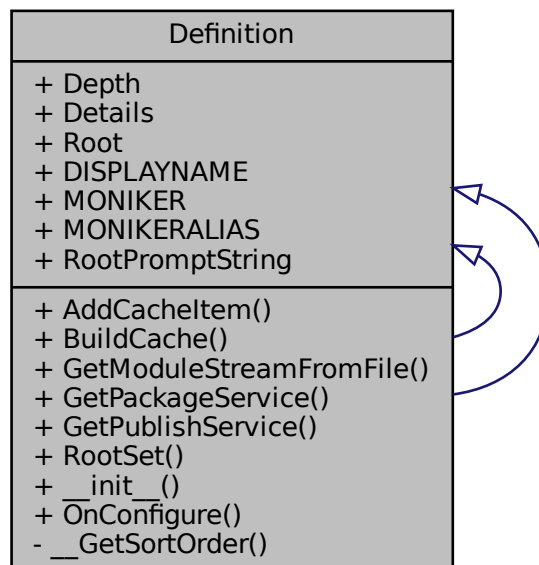 Definition
+ Depth
+ Details
+ Root
+ DISPLAYNAME
+ MONIKER
+ MONIKERALIAS
+ RootPromptString
+ AddCacheItem()
+ BuildCache()
+ GetModuleStreamFromFile()
+ GetPackageService()
+ GetPublishService()
+ RootSet()
+ __init__()
+ OnConfigure()
- __GetSortOrder()